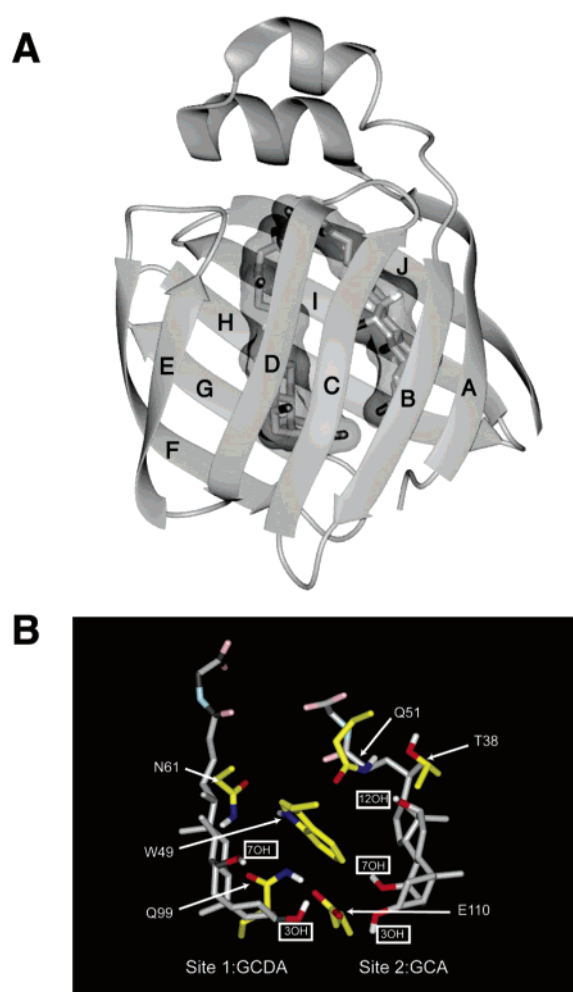 A
J
I
H
E
D
C
B
A
G
F
B
Q51
T38
N61
12OH
W49
7OH
7OH
Q99
E110
3OH
3OH
Site 1:GCDA
Site 2:GCA